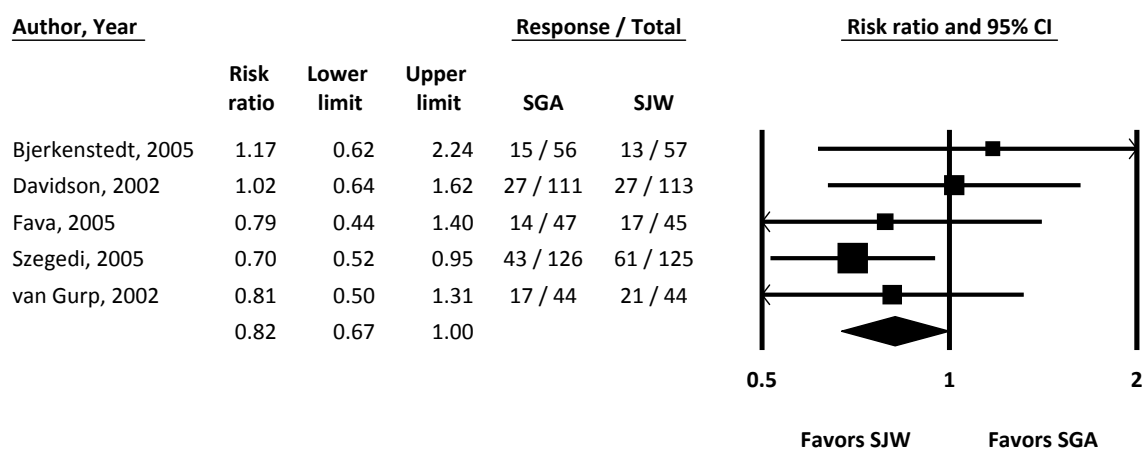 Author, Year Response / Total Risk ratio and 95% CI
Risk ratio Lower limit Upper limit SGA SJW
Bjerkenstedt, 2005 1.17 0.62 2.24 15 / 56 13 / 57
Davidson, 2002 1.02 0.64 1.62 27 / 111 27 / 113
Fava, 2005 0.79 0.44 1.40 14 / 47 17 / 45
Szegedi, 2005 0.70 0.52 0.95 43 / 126 61 / 125
van Gurp, 2002 0.81 0.50 1.31 17 / 44 21 / 44
0.82 0.67 1.00
0.5 1 2
Favors SJW Favors SGA